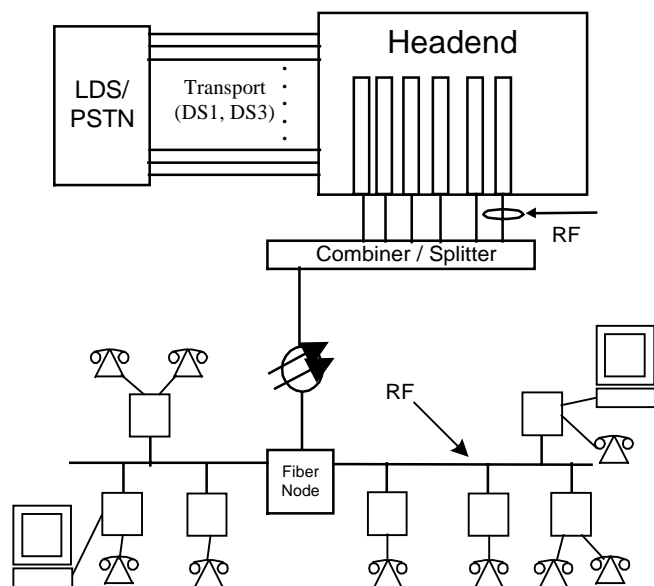 Headend
LDS/
PSTN
Transport
(DS1, DS3)
RF
Combiner / Splitter
RF
Fiber
Node